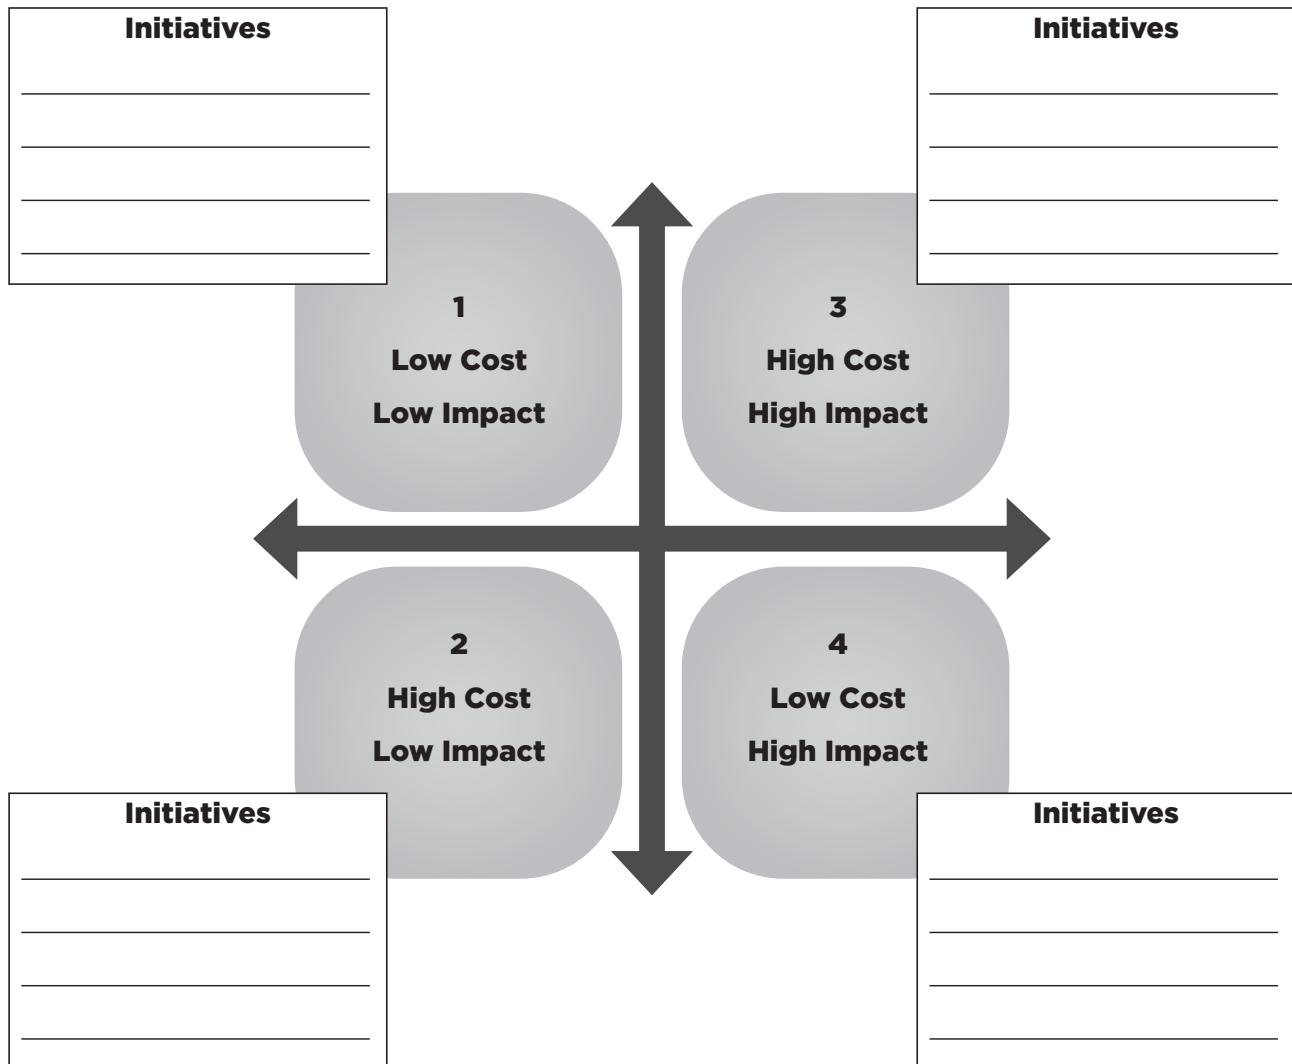 Initiatives
Initiatives
1
Low Cost
Low Impact
3
High Cost
High Impact
2
High Cost
Low Impact
4
Low Cost
High Impact
Initiatives
Initiatives